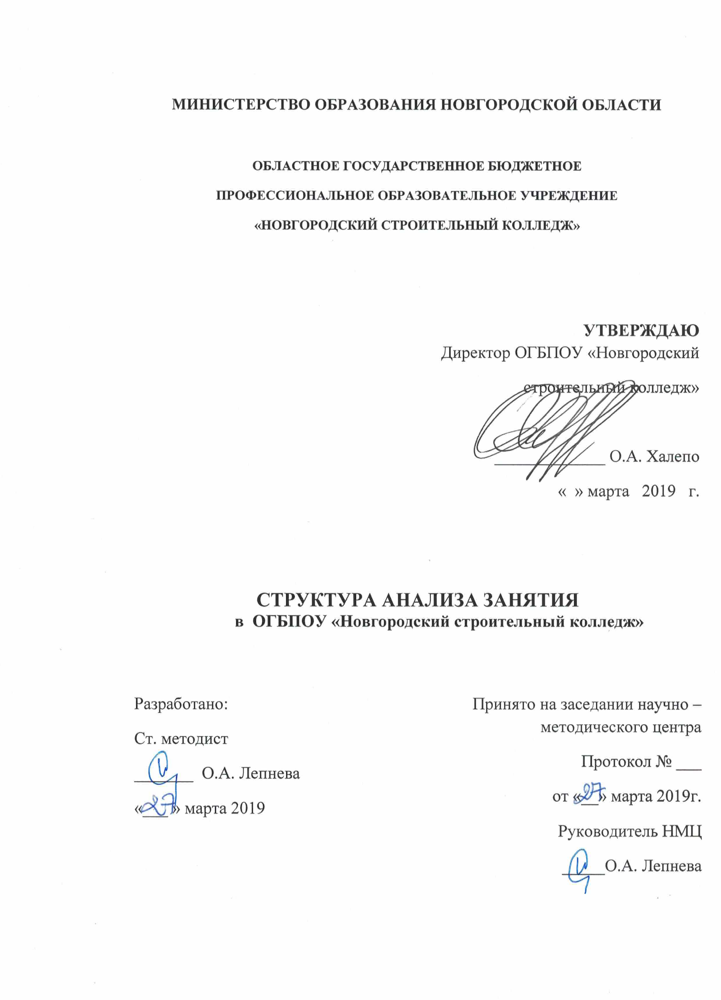 МИНИСТЕРСТВО ОБРАЗОВАНИЯ НОВГОРОДСКОЙ ОБЛАСТИ
ОБЛАСТНОЕ ГОСУДАРСТВЕННОЕ БЮДЖЕТНОЕ
ПРОФЕССИОНАЛЬНОЕ ОБРАЗОВАТЕЛЬНОЕ УЧРЕЖДЕНИЕ
«НОВГОРОДСКИЙ СТРОИТЕЛЬНЫЙ КОЛЛЕДЖ»
УТВЕРЖДАЮ
Директор ОГБПОУ «Новгородский
строительный колледж»
_____________ О.А. Халепо
« » марта 2019 г.
СТРУКТУРА АНАЛИЗА ЗАНЯТИЯ
в ОГБПОУ «Новгородский строительный колледж»
Разработано:
Ст. методист
_______ О.А. Лепнева
«27» марта 2019
Принято на заседании научно –
методического центра
Протокол № ___
от «27» марта 2019г.
Руководитель НМЦ
_____О.А. Лепнева